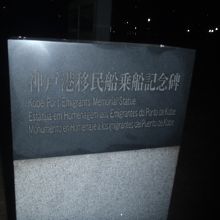 神戸港移民船乗船記念碑
Kobe Port Emigrants Memorial Statue
Estátua em Homenagem aos Emigrantes do Porto de Kobe
Monumento en Homenaje a los emigrantes del Puerto de Kobe